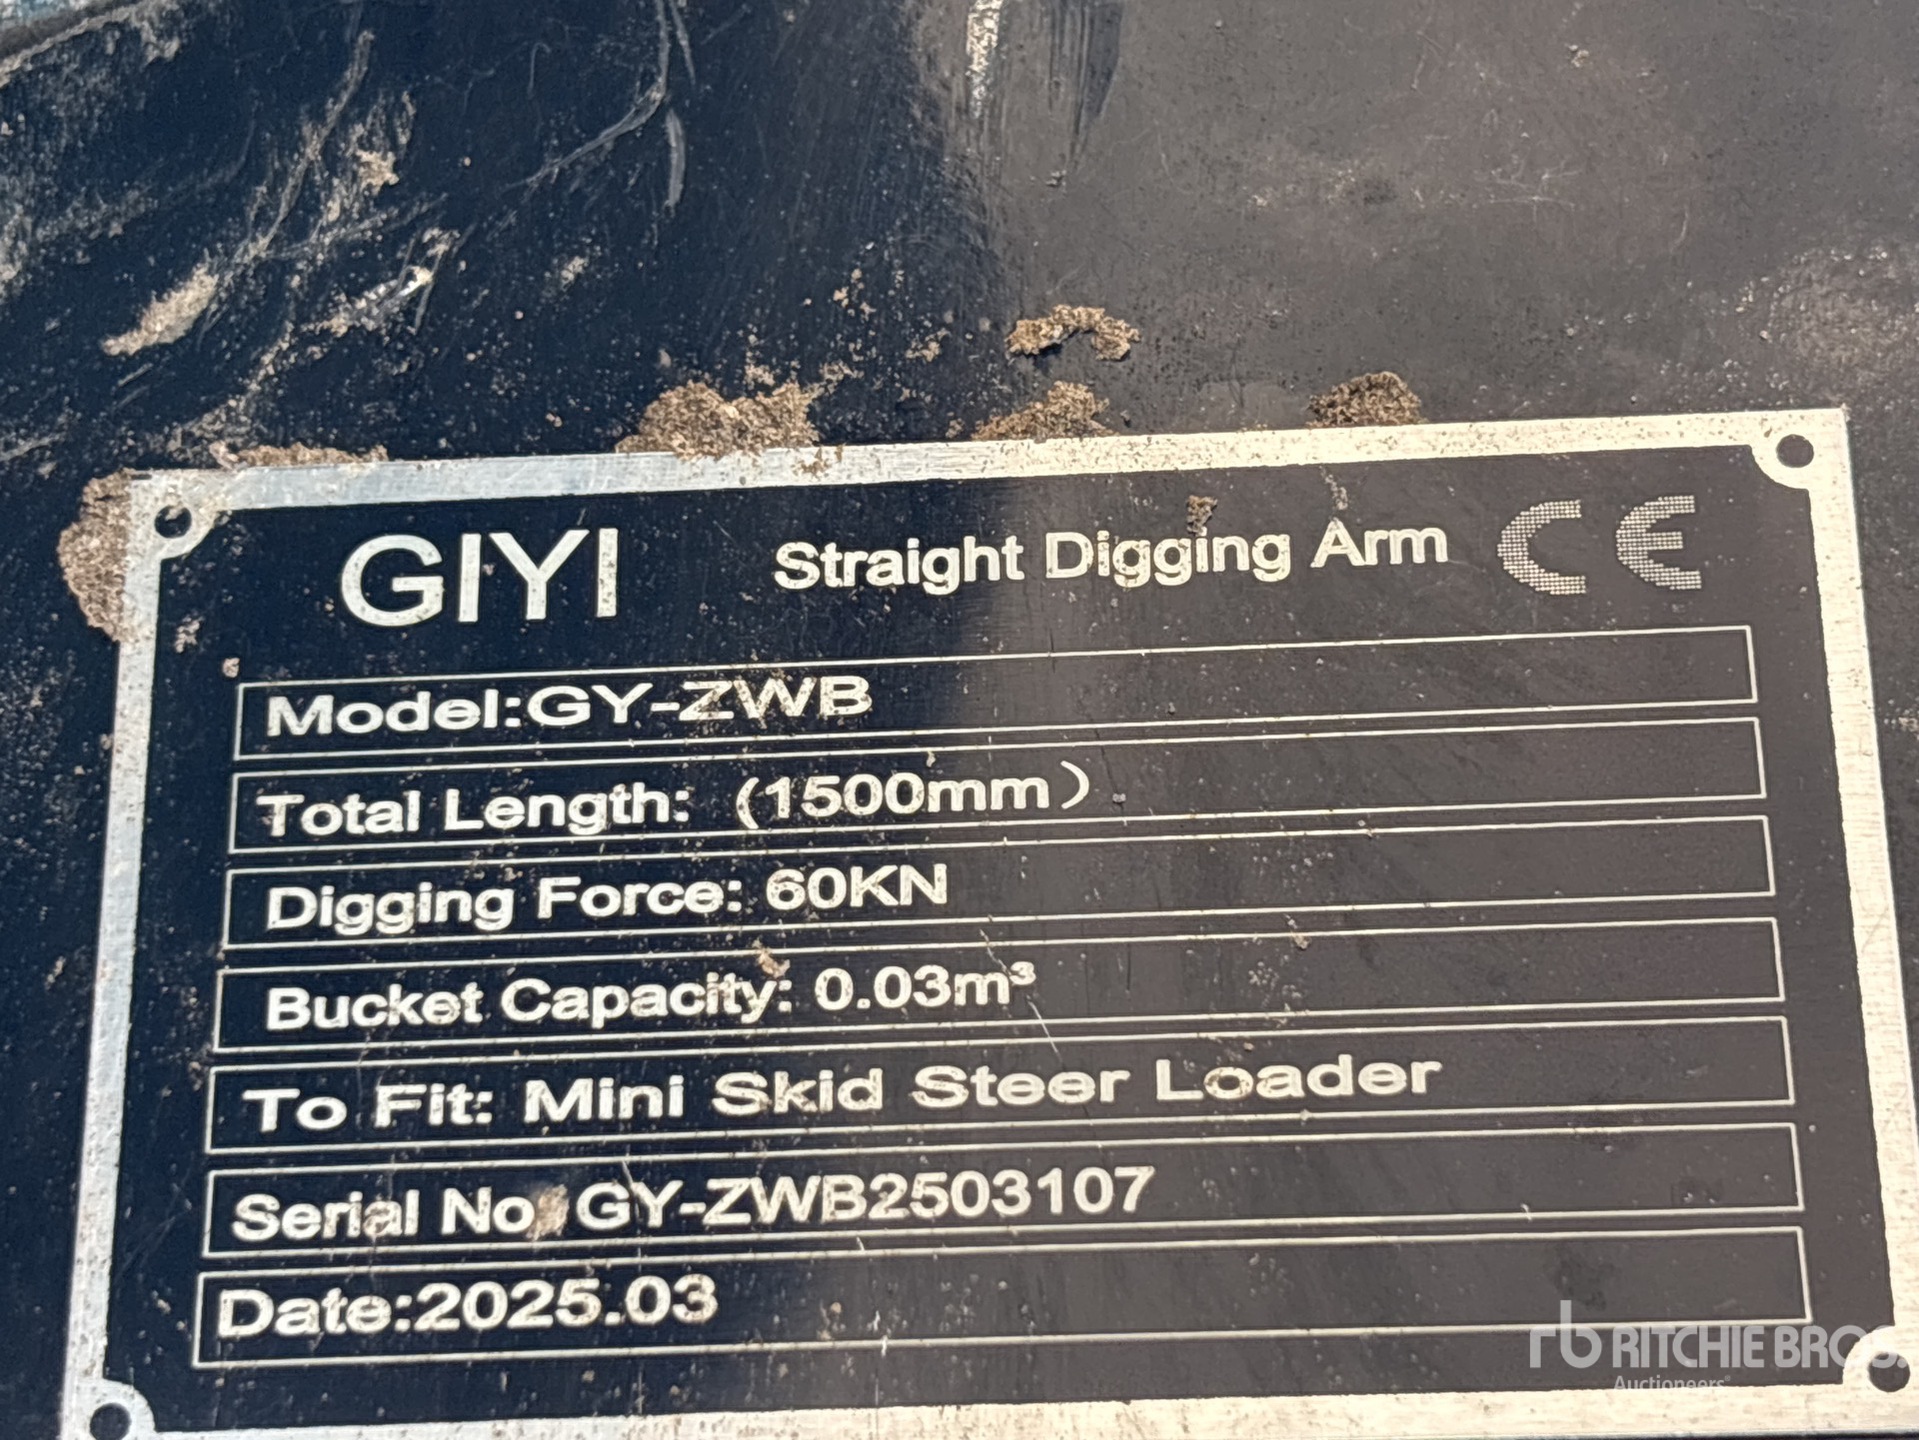 GIYI Straight Digging Arm CE
Model:GY-ZWB
Total Length: (1500mm)
Digging Force: 60KN
Bucket Capacity: 0.03m³
To Fit: Mini Skid Steer Loader
Serial No GY-ZWB2503107
Date:2025.03
rb RITCHIE BROS.
Auctioneers